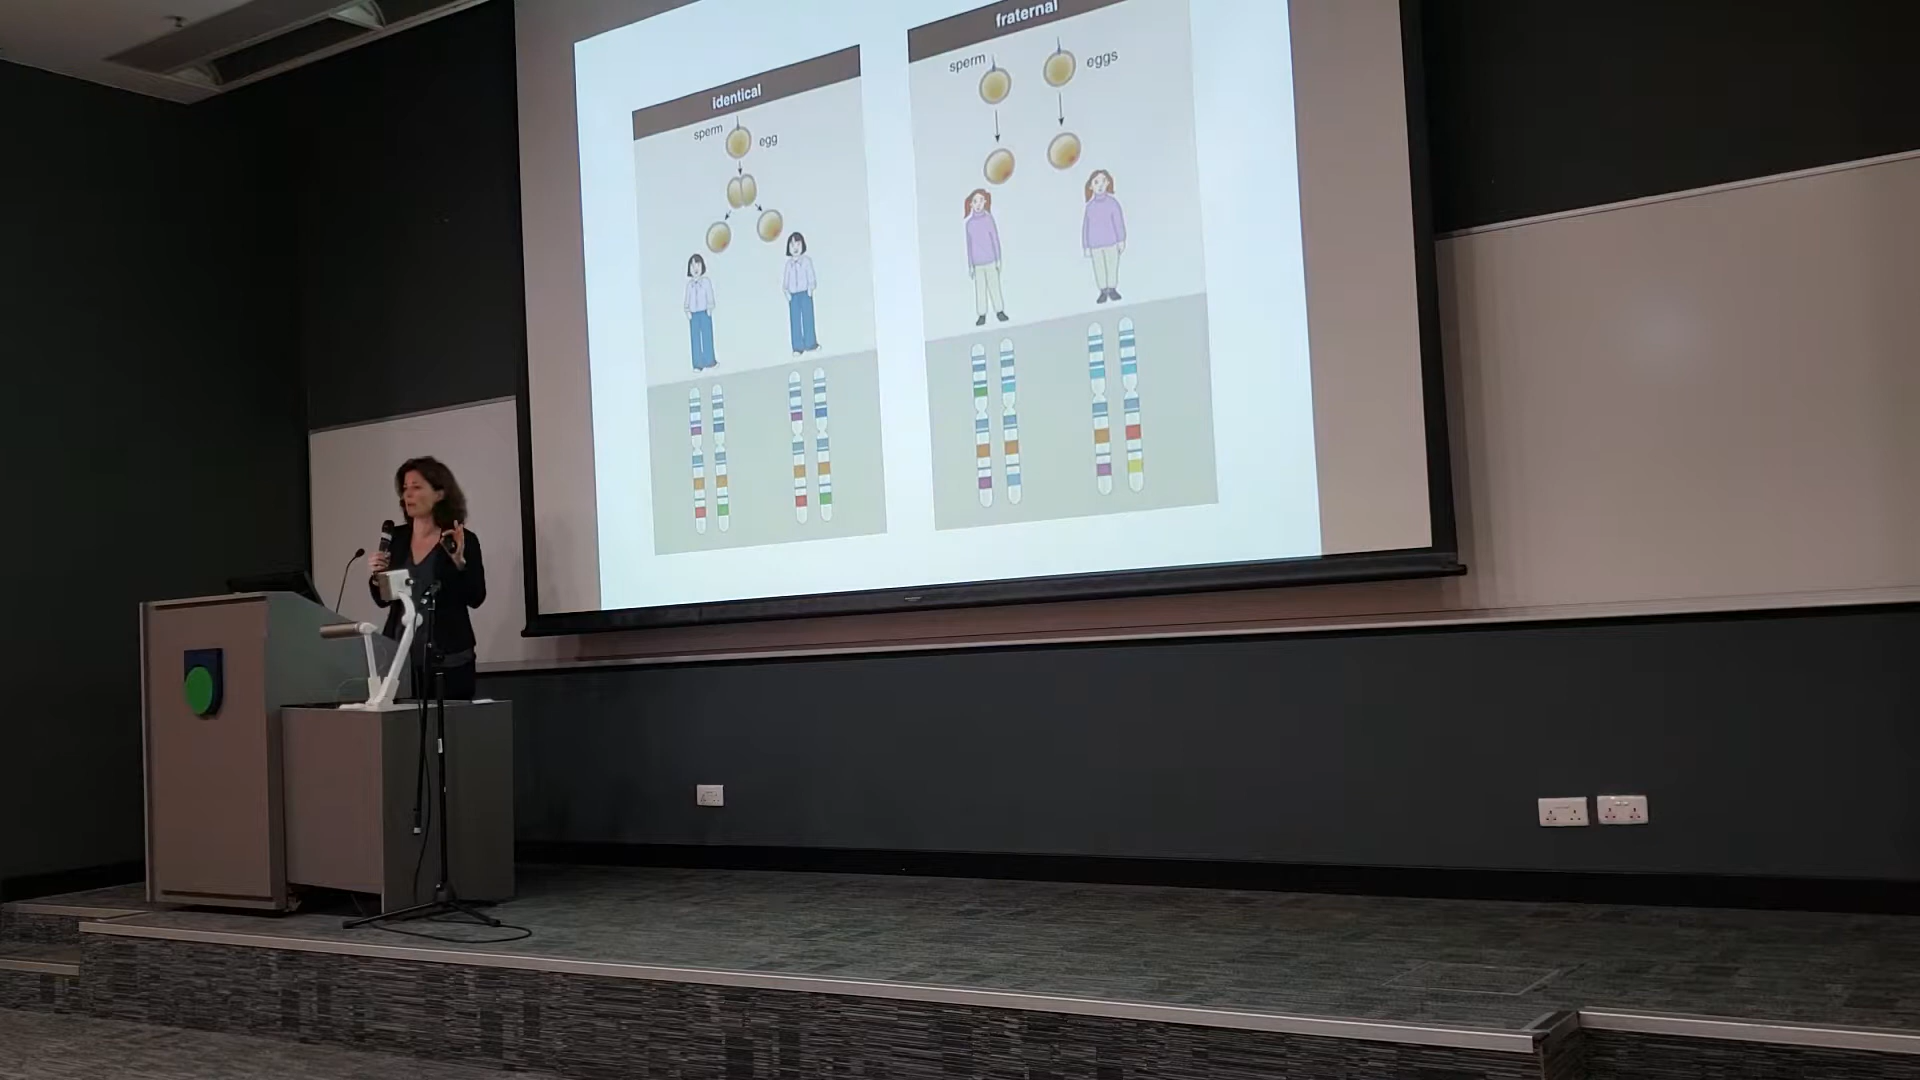 identical
sperm
egg
fraternal
sperm
eggs